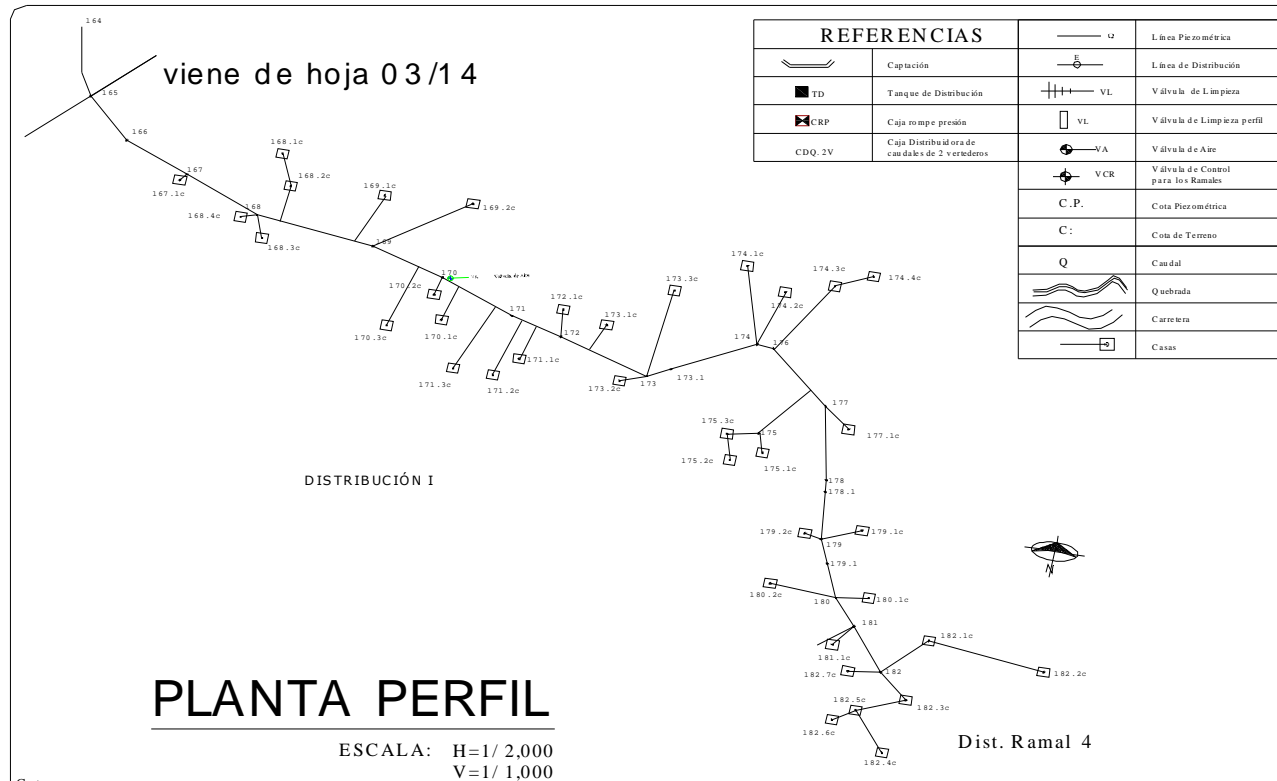 164
viene de hoja 03/14
165
166
167
167.1c
168.1c
168.2c
168
168.4c
168.3c
169.1c
169.2c
169
170
170.2c
170.1c
170.3c
171
171.3c
171.2c
171.1c
172.1c
172
173.1c
173.2c
173
173.1
173.3c
174.1c
174.2c
174.3c
174.4c
174
176
177
177.1c
175.3c
175
175.2c
175.1c
178
178.1
179.2c
179.1c
179
179.1
180.2c
180
180.1c
181
181.1c
182.1c
182.2c
182.7c
182
182.3c
182.5c
182.6c
182.4c
DISTRIBUCIÓN I
N
Dist. Ramal 4
PLANTA PERFIL
ESCALA: H=1/ 2,000
V=1/ 1,000
REFERENCIAS
Captación
TD
Tanque de Distribución
CRP
Caja rompe presión
CDQ. 2V
Caja Distribuidora de
caudales de 2 vertederos
Línea Piezométrica
E
Línea de Distribución
VL
Válvula de Limpieza
VL
Válvula de Limpieza perfil
VA
Válvula de Aire
VCR
Válvula de Control
para los Ramales
C.P.
Cota Piezométrica
C:
Cota de Terreno
Q
Caudal
Quebrada
Carretera
Casas